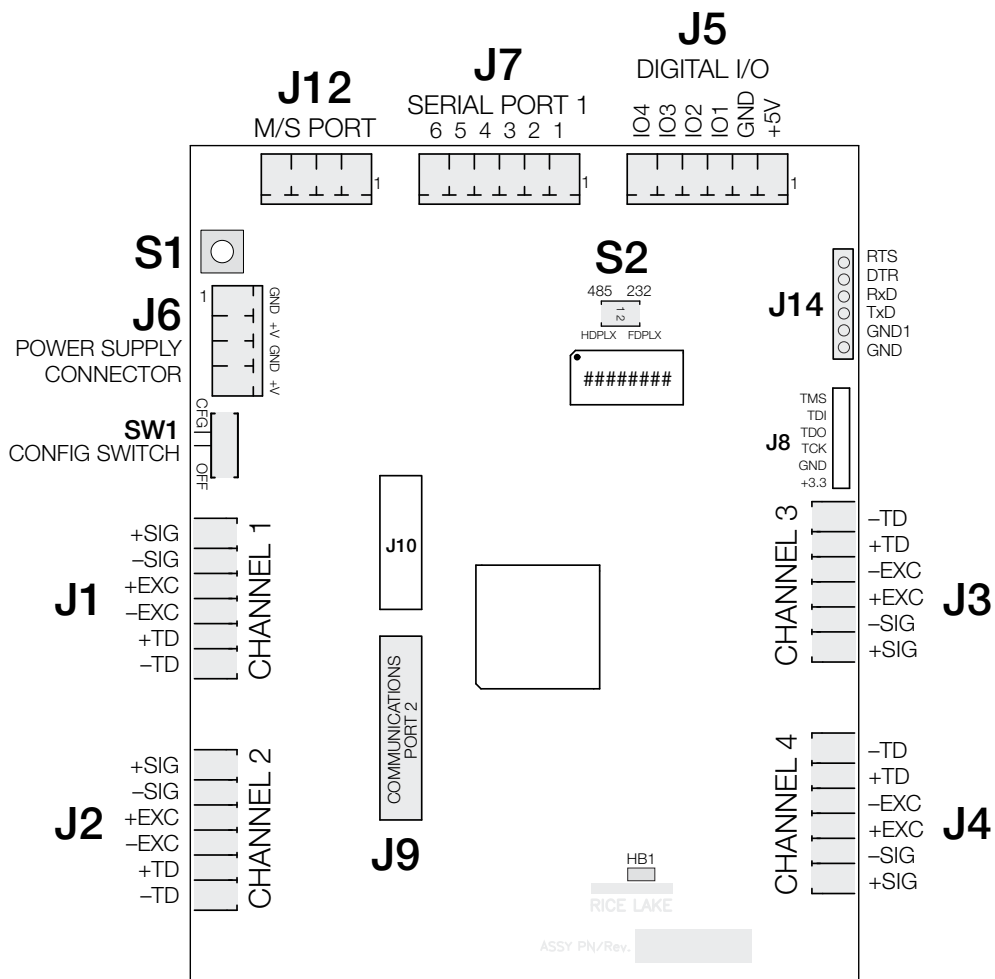 J12
M/S PORT
1
J7
SERIAL PORT 1
6 5 4 3 2 1
1
J5
DIGITAL I/O
IO4 IO3 IO2 IO1 GND +5V
1
S1
J6
POWER SUPPLY
CONNECTOR
1
GND +V GND +V
SW1
CONFIG SWITCH
CFG
OFF
S2
485 232
1 2
HDPLX FDPLX
########
J14
RTS
DTR
RxD
TxD
GND1
GND
J8
TMS
TDI
TDO
TCK
GND
+3.3
J1
+SIG
–SIG
+EXC
–EXC
+TD
–TD
CHANNEL 1
J10
CHANNEL 3
–TD
+TD
–EXC
+EXC
–SIG
+SIG
J3
J2
+SIG
–SIG
+EXC
–EXC
+TD
–TD
CHANNEL 2
COMMUNICATIONS
PORT 2
J9
CHANNEL 4
–TD
+TD
–EXC
+EXC
–SIG
+SIG
J4
HB1
RICE LAKE
ASSY PN/Rev.